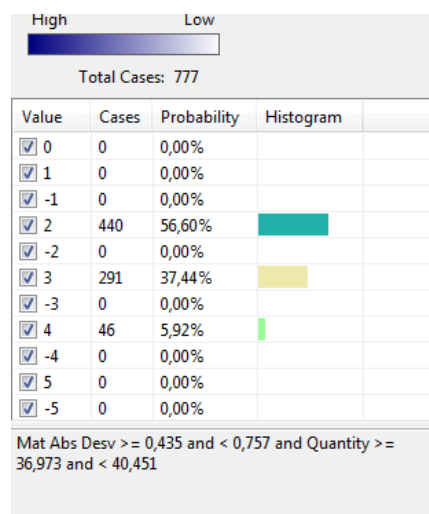 High Low
Total Cases: 777
Value Cases Probability Histogram
0 0 0,00%
1 0 0,00%
-1 0 0,00%
2 440 56,60%
-2 0 0,00%
3 291 37,44%
-3 0 0,00%
4 46 5,92%
-4 0 0,00%
5 0 0,00%
-5 0 0,00%
Mat Abs Desv >= 0,435 and < 0,757 and Quantity >=
36,973 and < 40,451